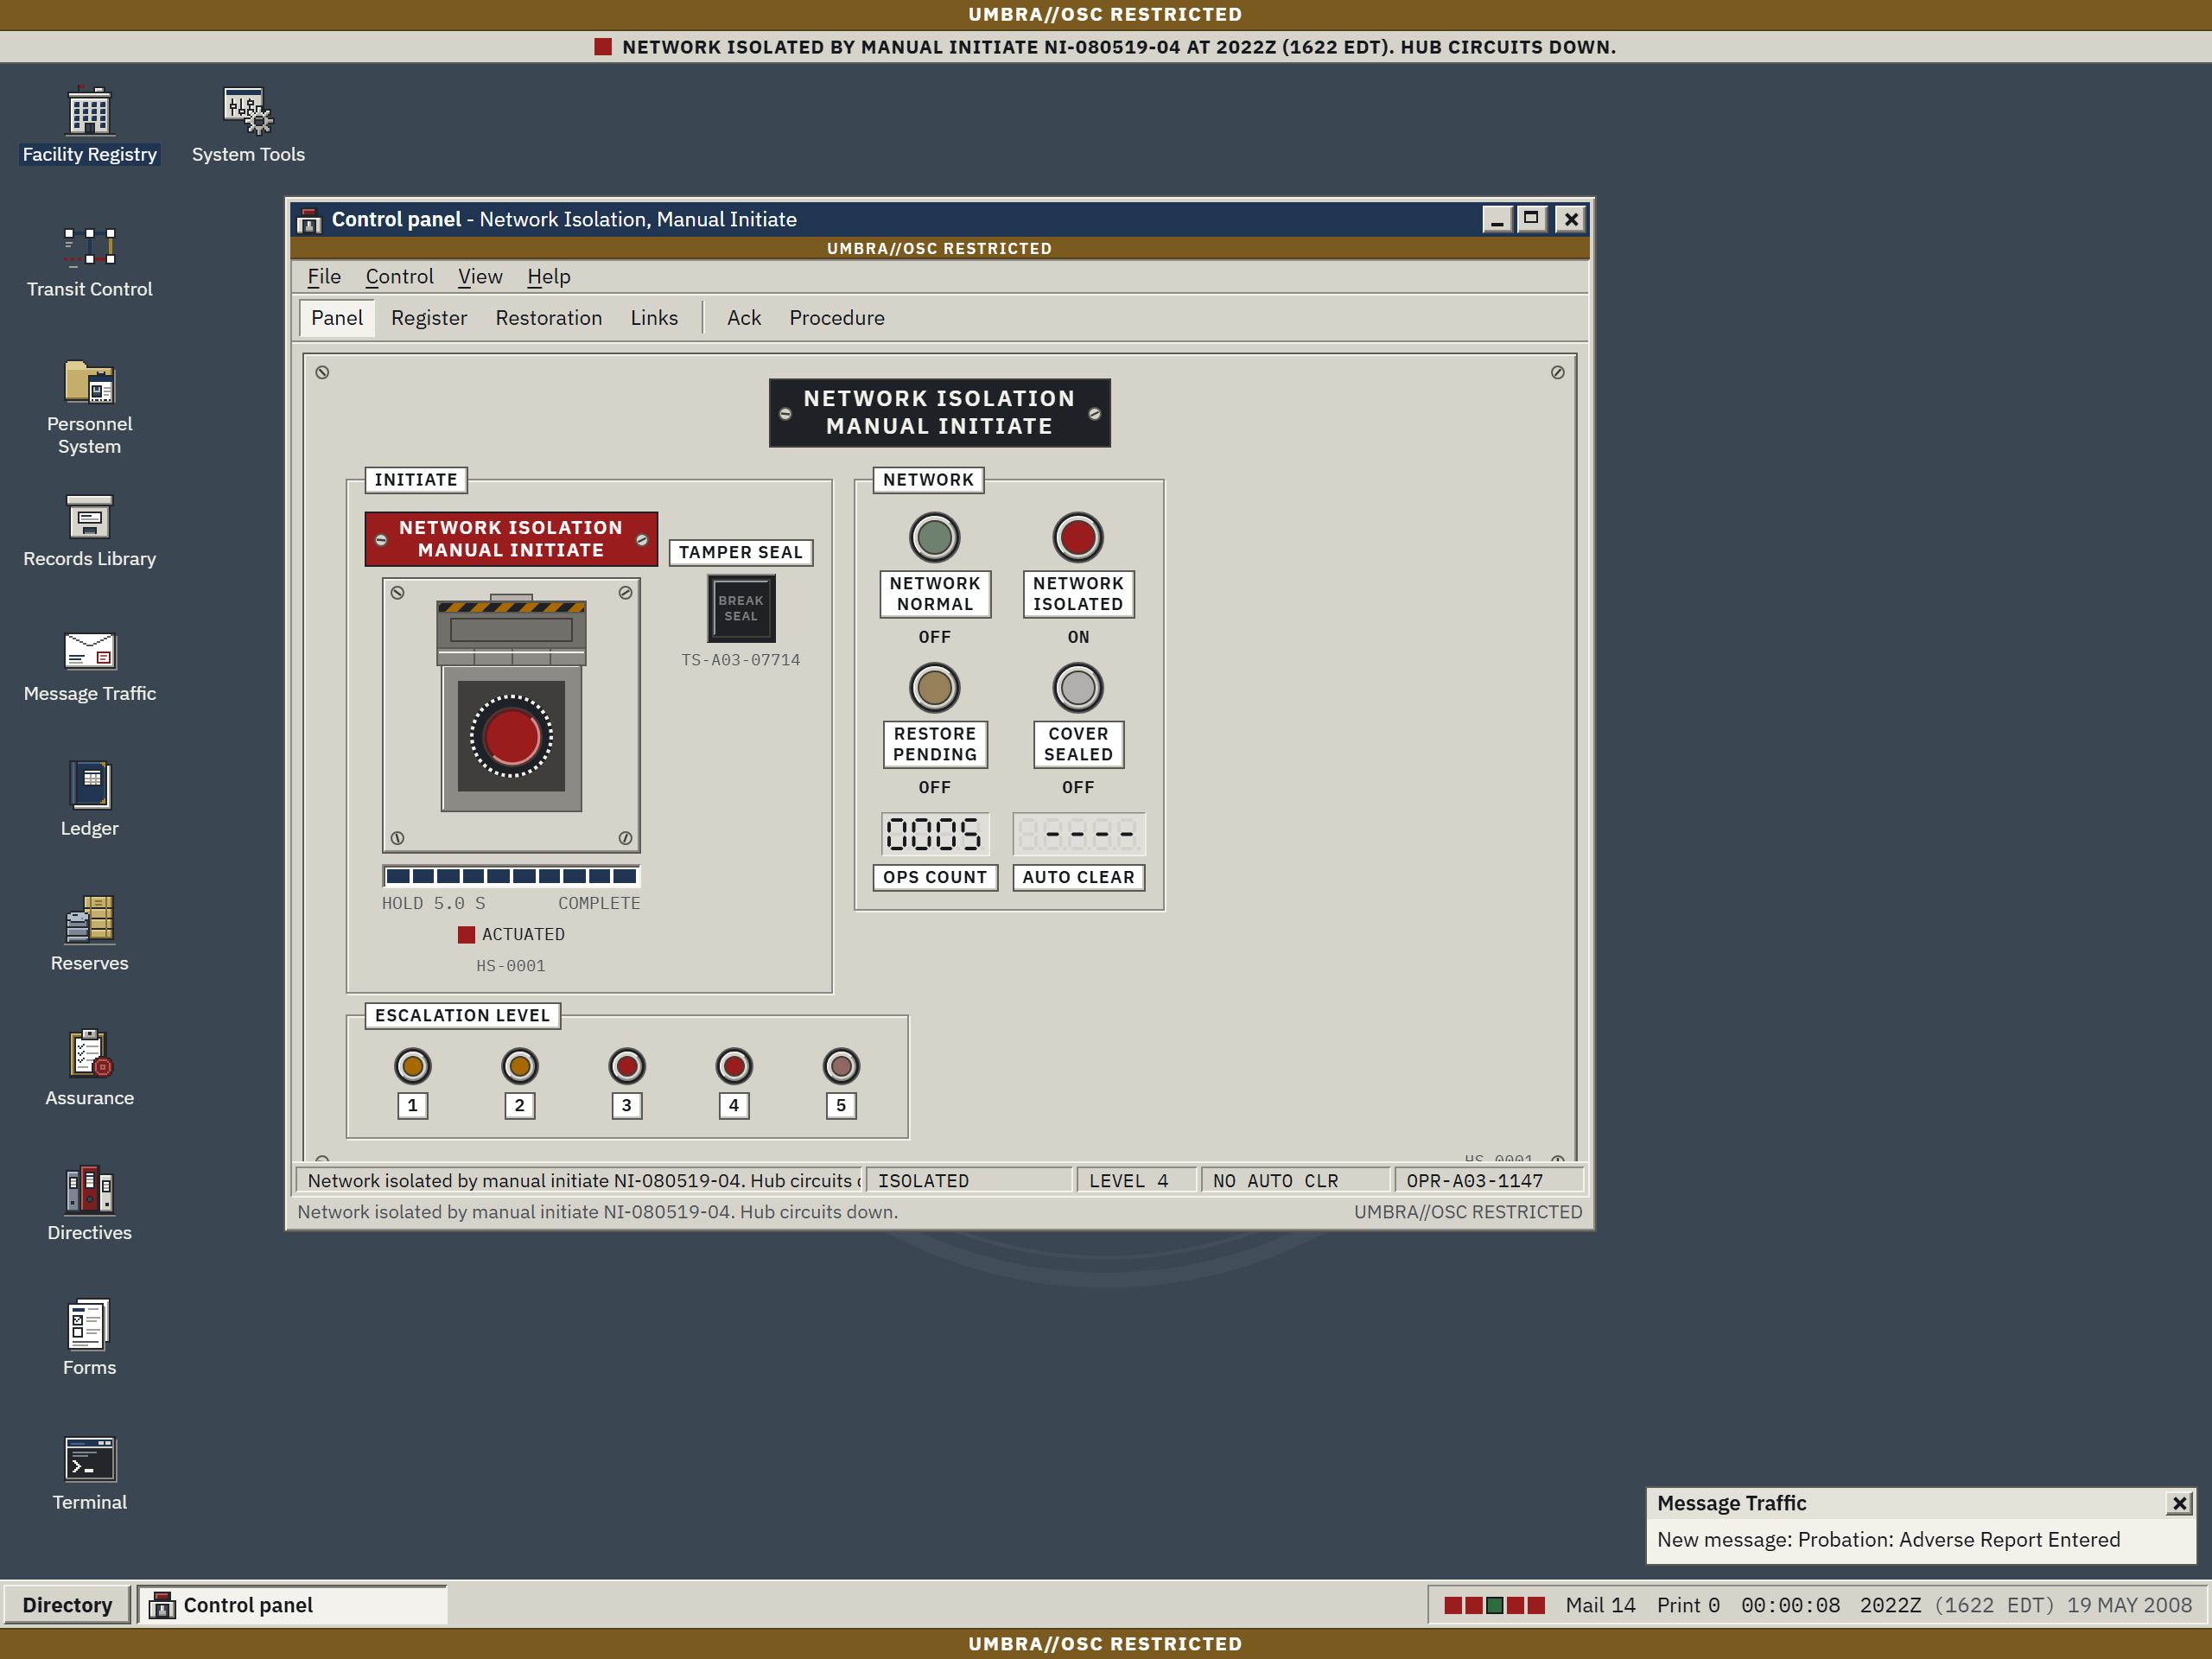 UMBRA//OSC RESTRICTED
NETWORK ISOLATED BY MANUAL INITIATE NI-080519-04 AT 2022Z (1622 EDT). HUB CIRCUITS DOWN.
Facility Registry
System Tools
Transit Control
Personnel
System
Records Library
Message Traffic
Ledger
Reserves
Assurance
Directives
Forms
Terminal
Control panel - Network Isolation, Manual Initiate
UMBRA//OSC RESTRICTED
File Control View Help
Panel Register Restoration Links Ack Procedure
NETWORK ISOLATION
MANUAL INITIATE
INITIATE
NETWORK ISOLATION
MANUAL INITIATE
TAMPER SEAL
BREAK
SEAL
TS-A03-07714
HOLD 5.0 S COMPLETE
ACTUATED
HS-0001
NETWORK
NETWORK
NORMAL
OFF
NETWORK
ISOLATED
ON
RESTORE
PENDING
OFF
COVER
SEALED
OFF
0005
----
OPS COUNT
AUTO CLEAR
ESCALATION LEVEL
1 2 3 4 5
HS-0001
Network isolated by manual initiate NI-080519-04. Hub circuits
ISOLATED
LEVEL 4
NO AUTO CLR
OPR-A03-1147
Network isolated by manual initiate NI-080519-04. Hub circuits down.
UMBRA//OSC RESTRICTED
Message Traffic
New message: Probation: Adverse Report Entered
Directory
Control panel
Mail 14 Print 0 00:00:08 2022Z (1622 EDT) 19 MAY 2008
UMBRA//OSC RESTRICTED